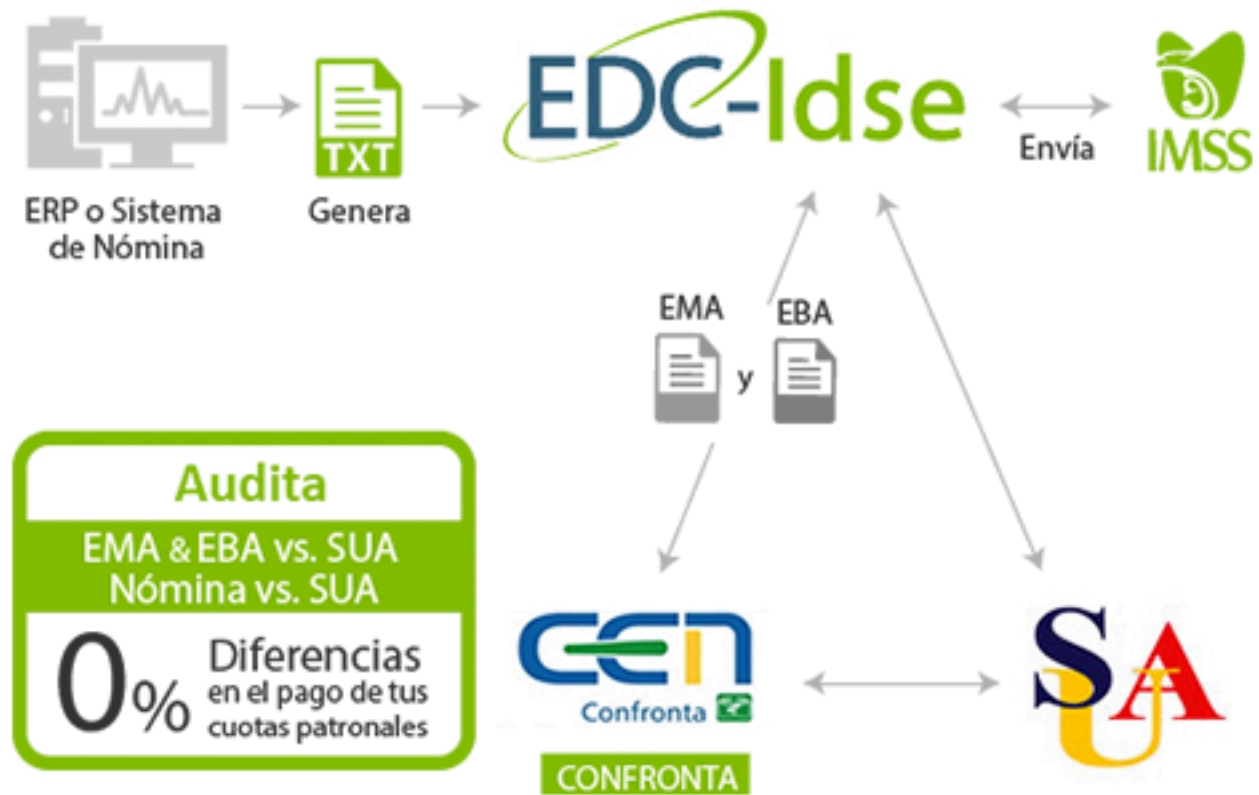 TXT
ERP o Sistema
de Nómina
Genera
EDC-Idse
Envía
IMSS
EMA
y
EBA
Audita
EMA & EBA vs. SUA
Nómina vs. SUA
0%
Diferencias
en el pago de tus
cuotas patronales
CEN
Confronta
CONFRONTA
SUA